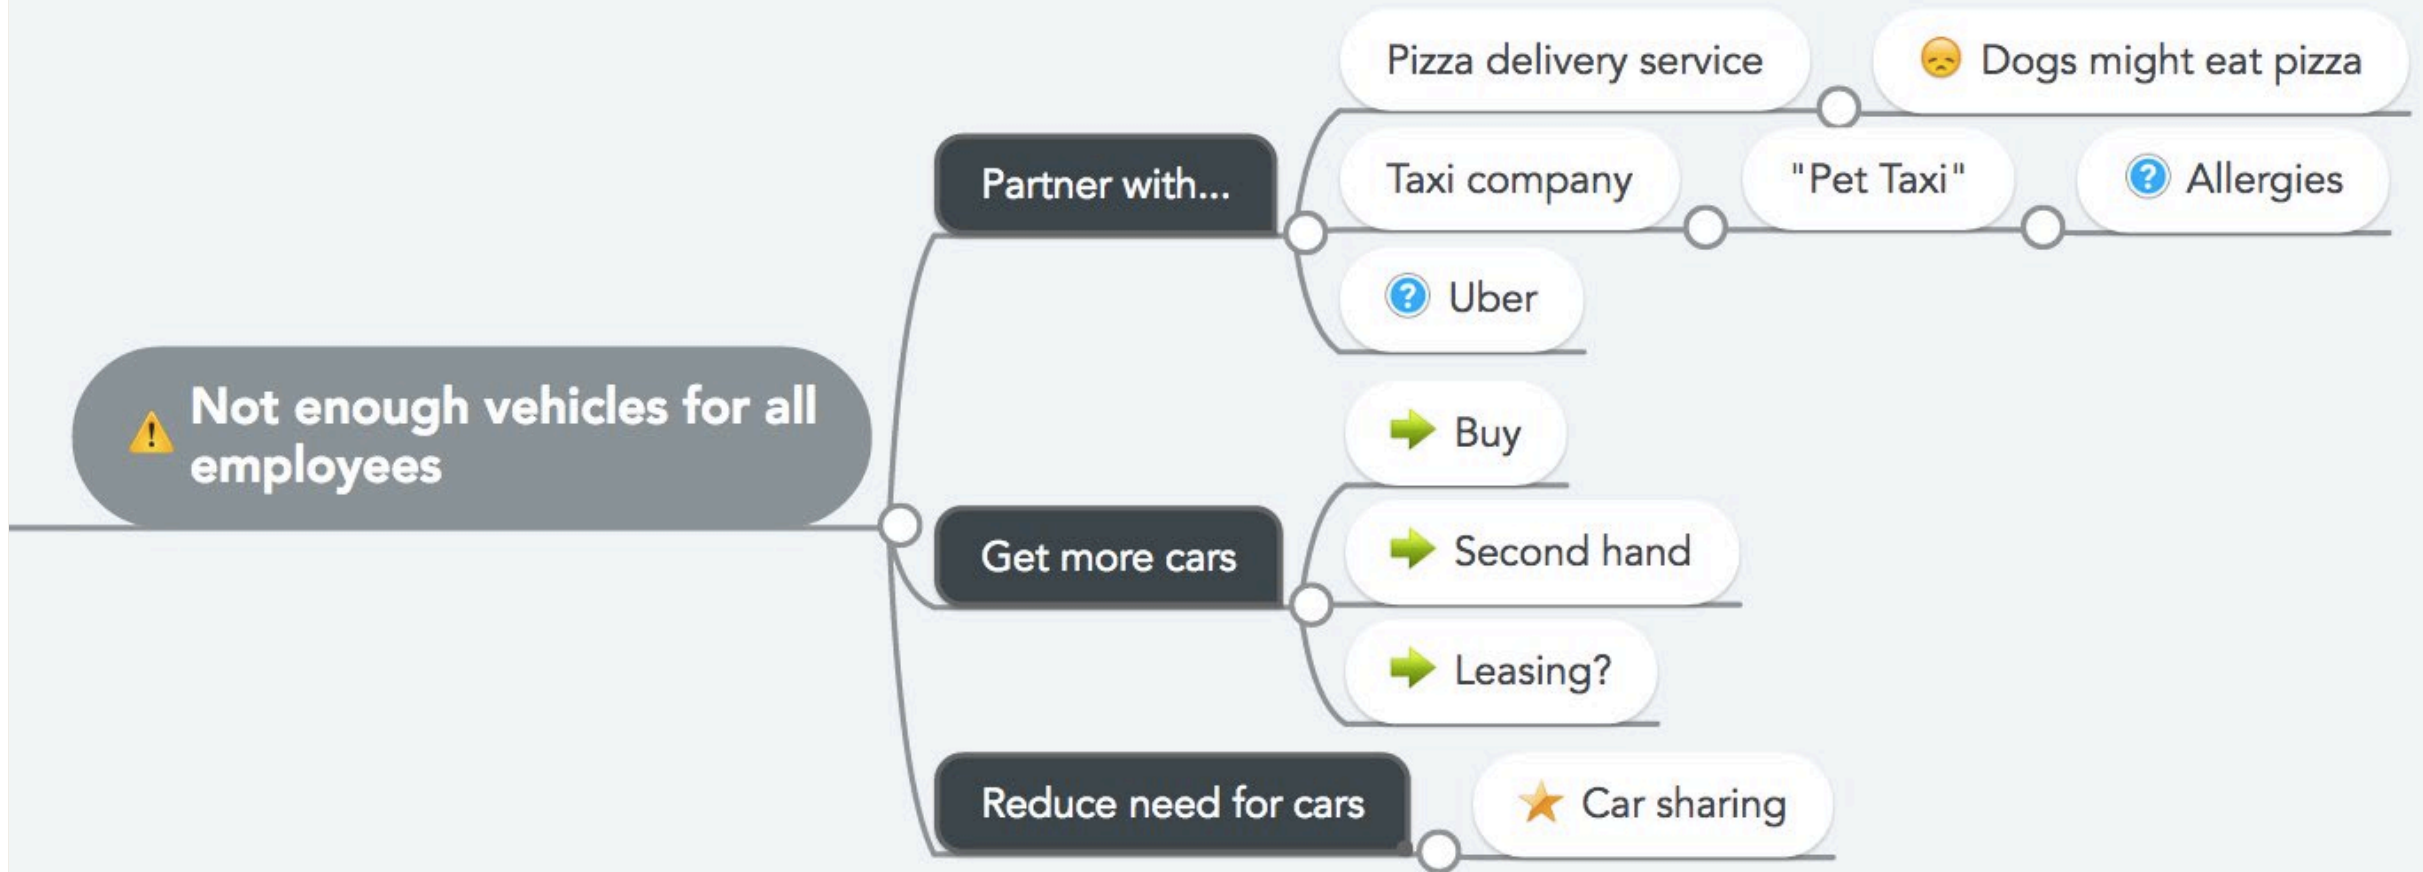 Pizza delivery service
Dogs might eat pizza
Partner with...
Taxi company
"Pet Taxi"
Allergies
Uber
Not enough vehicles for all
employees
Buy
Get more cars
Second hand
Leasing?
Reduce need for cars
Car sharing